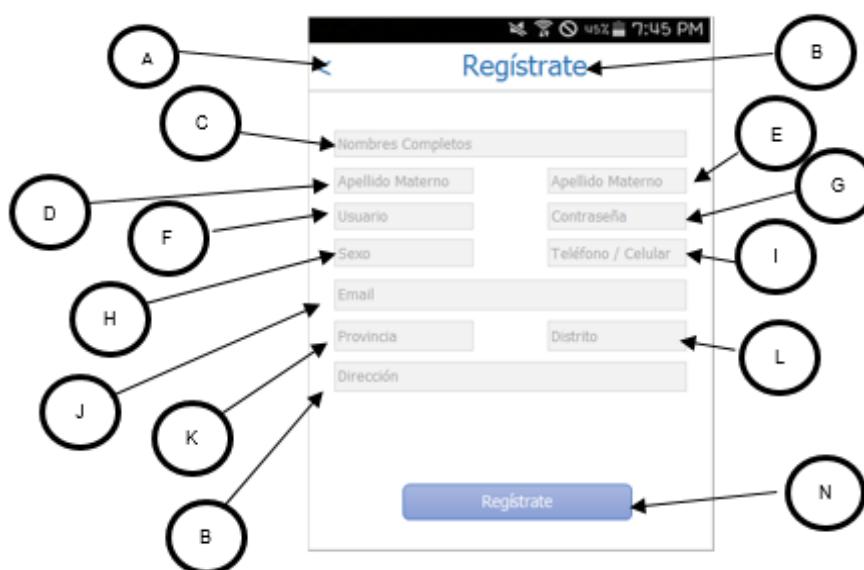 45% 7:45 PM
A
< Regístrate
B
C
Nombres Completos
E
D
Apellido Materno Apellido Materno
G
F
Usuario Contraseña
H
Sexo Teléfono / Celular
I
J
Email
K
Provincia Distrito
L
B
Dirección
Regístrate
N